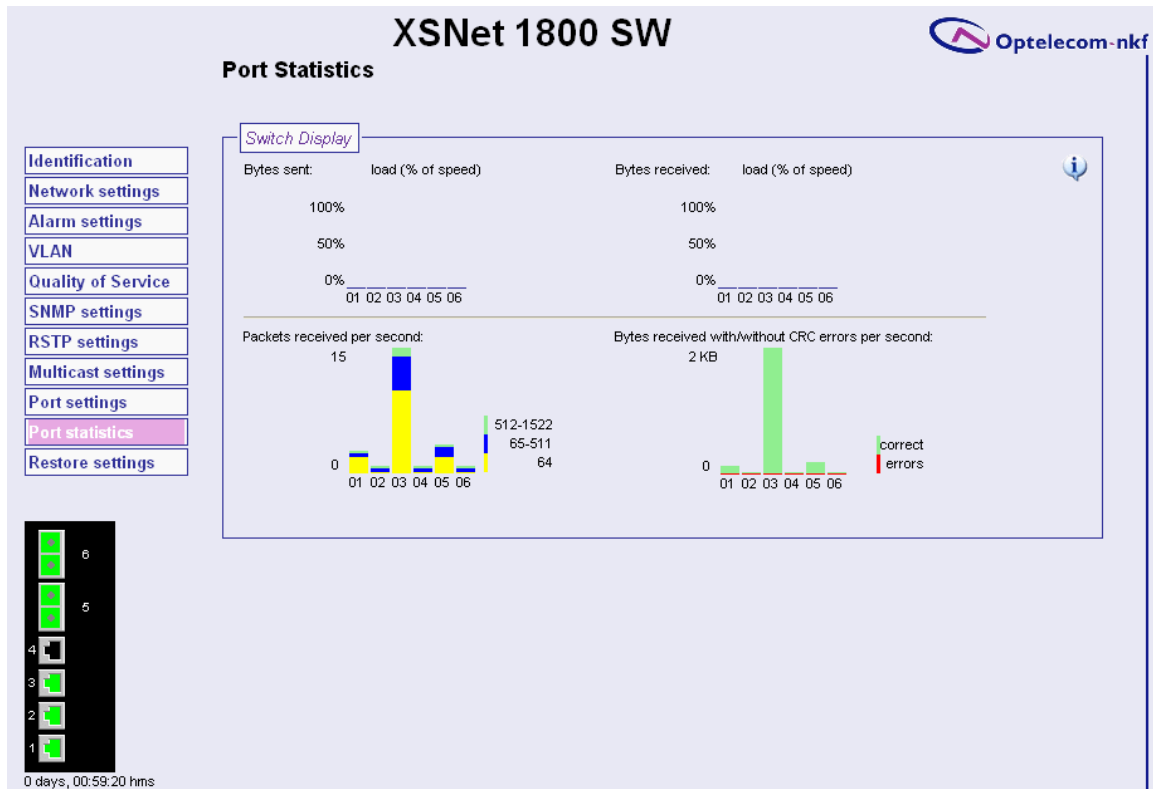 XSNet 1800 SW
Optelecom-nkf
Port Statistics
Switch Display
Identification
Network settings
Alarm settings
VLAN
Quality of Service
SNMP settings
RSTP settings
Multicast settings
Port settings
Port statistics
Restore settings
Bytes sent: load (% of speed)
100%
50%
0%
01 02 03 04 05 06
Bytes received: load (% of speed)
i
100%
50%
0%
01 02 03 04 05 06
Packets received per second:
15
0
01 02 03 04 05 06
512-1522
65-511
64
Bytes received with/without CRC errors per second:
2 KB
0
01 02 03 04 05 06
correct
errors
6
5
4
3
2
1
0 days, 00:59:20 hms